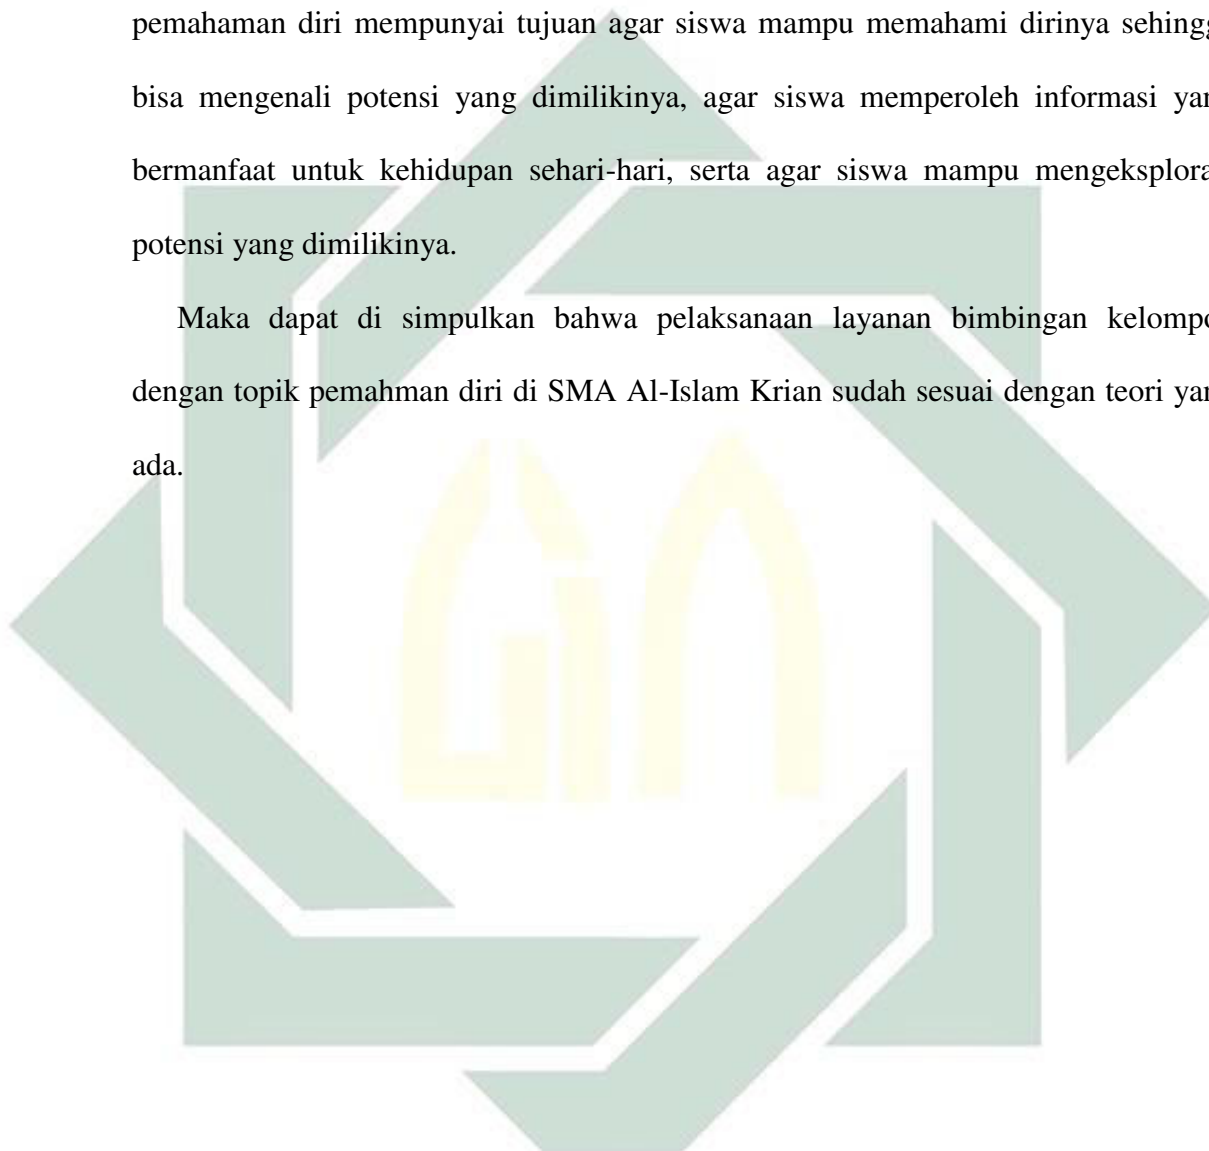 pemahaman diri mempunyai tujuan agar siswa mampu memahami dirinya sehingg
bisa mengenali potensi yang dimilikinya, agar siswa memperoleh informasi yan
bermanfaat untuk kehidupan sehari-hari, serta agar siswa mampu mengeksplora
potensi yang dimilikinya.
Maka dapat di simpulkan bahwa pelaksanaan layanan bimbingan kelompo
dengan topik pemahman diri di SMA Al-Islam Krian sudah sesuai dengan teori yan
ada.